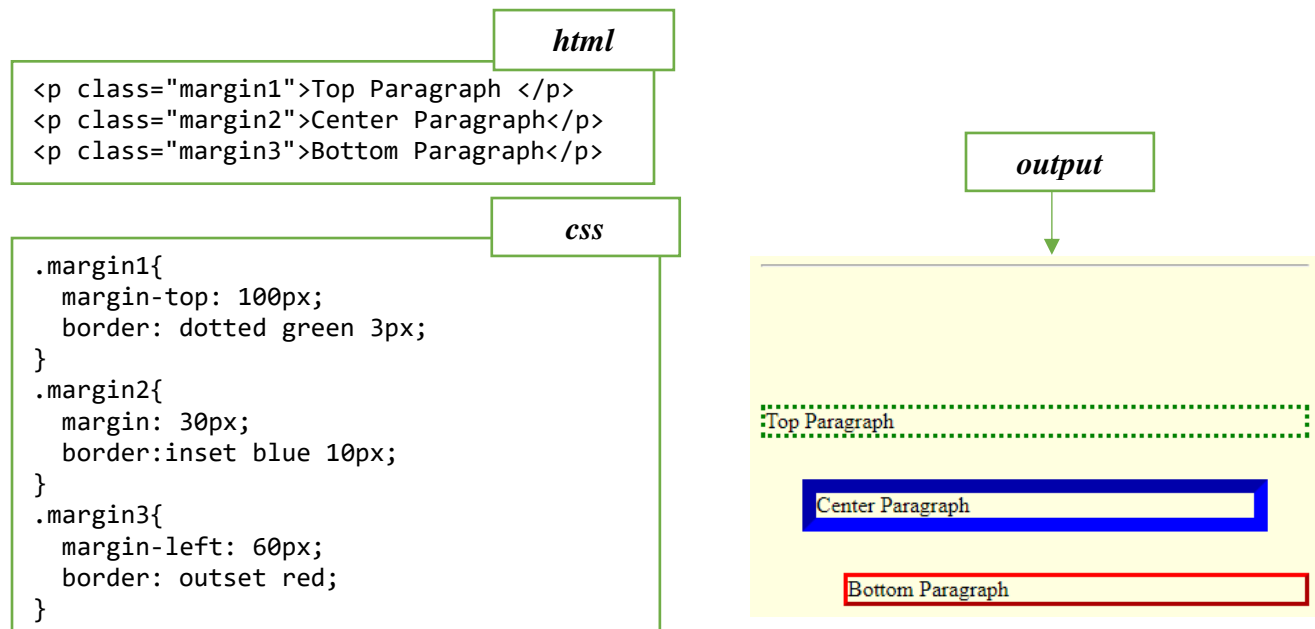 html
<p class="margin1">Top Paragraph </p>
<p class="margin2">Center Paragraph</p>
<p class="margin3">Bottom Paragraph</p>
css
.margin1{
  margin-top: 100px;
  border: dotted green 3px;
}
.margin2{
  margin: 30px;
  border:inset blue 10px;
}
.margin3{
  margin-left: 60px;
  border: outset red;
}
output
Top Paragraph
Center Paragraph
Bottom Paragraph